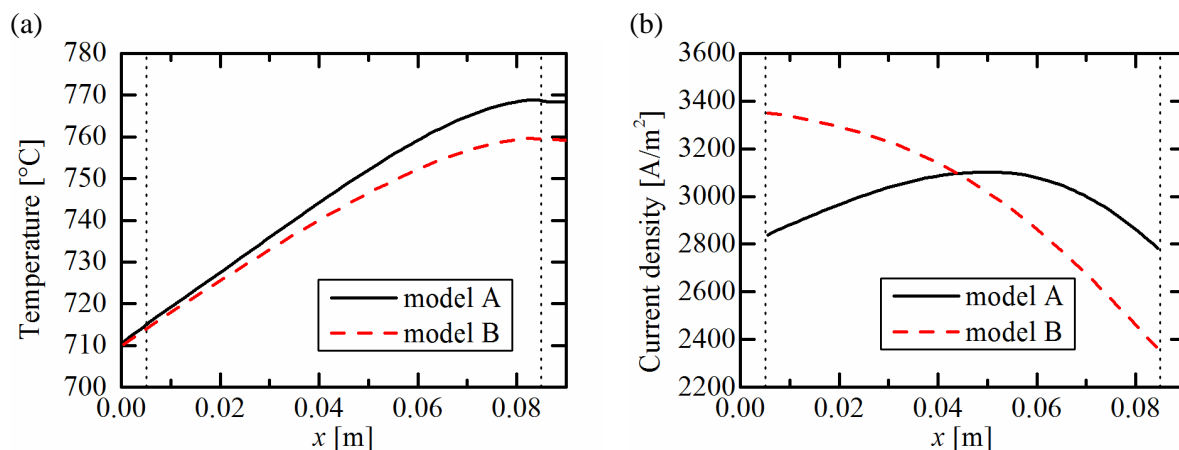 (a)
780
770
760
750
740
730
720
710
700
Temperature [°C]
model A
model B
0.00 0.02 0.04 0.06 0.08
x [m]
(b)
3600
3400
3200
3000
2800
2600
2400
2200
Current density [A/m²]
model A
model B
0.00 0.02 0.04 0.06 0.08
x [m]